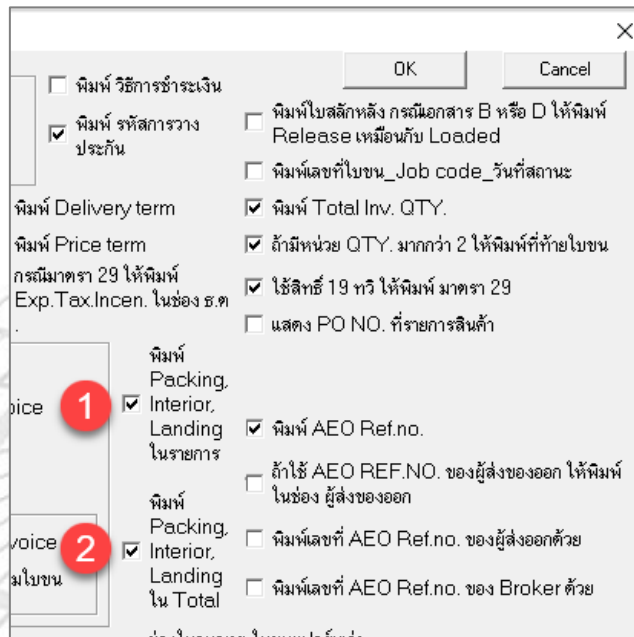 OK
Cancel
พิมพ์ วิธีการชำระเงิน
พิมพ์ รหัสการวาง
ประกัน
พิมพ์ใบสลักหลัง กรณีเอกสาร B หรือ D ให้พิมพ์
Release เหมือนกับ Loaded
พิมพ์เลขที่ใบขน_Job code_วันที่สถานะ
พิมพ์ Delivery term
พิมพ์ Total Inv. QTY.
พิมพ์ Price term
ถ้ามีหน่วย QTY. มากกว่า 2 ให้พิมพ์ที่ท้ายใบขน
กรณีมาตรา 29 ให้พิมพ์
Exp.Tax.Incen. ในช่อง ธ.ต
.
ใช้สิทธิ์ 19 ทวิ ให้พิมพ์ มาตรา 29
แสดง PO NO. ที่รายการสินค้า
oice
1
พิมพ์
Packing,
Interior,
Landing
ในรายการ
พิมพ์ AEO Ref.no.
ถ้าใช้ AEO REF.NO. ของผู้ส่งของออก ให้พิมพ์
ในช่อง ผู้ส่งของออก
voice
มใบขน
2
พิมพ์
Packing,
Interior,
Landing
ใน Total
พิมพ์เลขที่ AEO Ref.no. ของผู้ส่งออกด้วย
พิมพ์เลขที่ AEO Ref.no. ของ Broker ด้วย